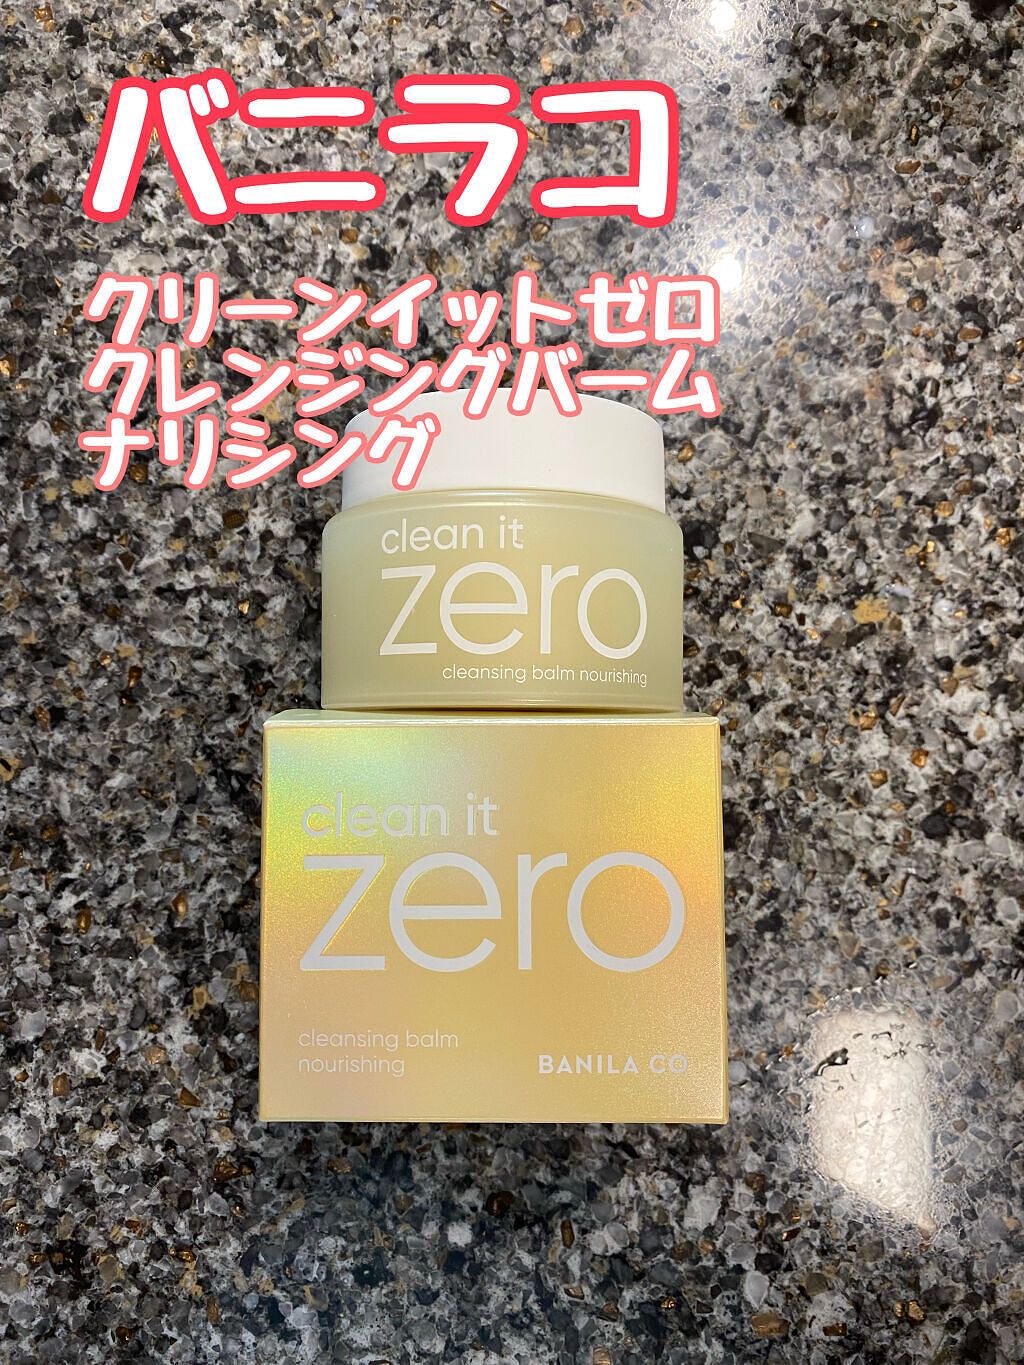 バニラコ
クリーンイットゼロ
クレンジングバーム
ナリシング
clean it
zero
cleansing balm nourishing
clean it
zero
cleansing balm
nourishing
BANILA CO